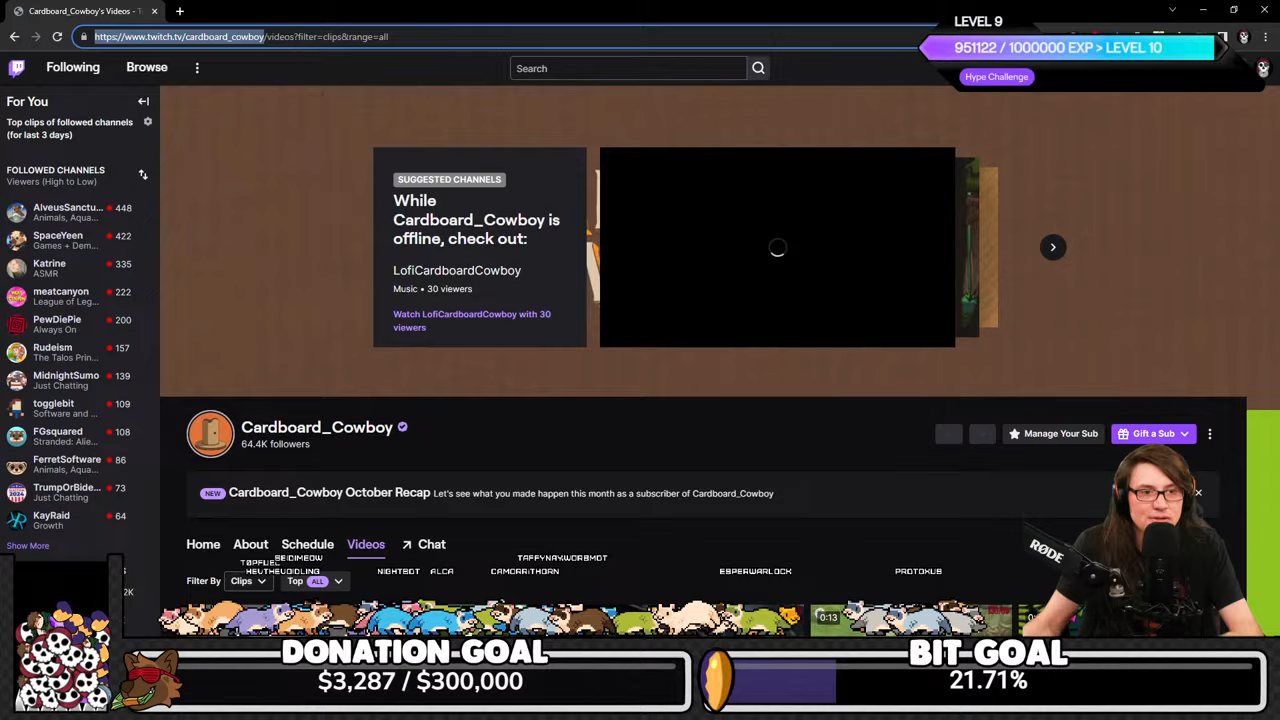 Cardboard_Cowboy's Videos - T
https://www.twitch.tv/cardboard_cowboy/videos?filter=clips&range=all
LEVEL 9
951122 / 1000000 EXP > LEVEL 10
Hype Challenge
Following
Browse
Search
For You
Top clips of followed channels
(for last 3 days)
FOLLOWED CHANNELS
Viewers (High to Low)
AlveusSanctu... 448
Animals, Aqua...
SpaceYeen 422
Games + Dem...
Katrine 335
ASMR
meatcanyon 222
League of Leg...
PewDiePie 200
Always On
Rudeism 157
The Talos Prin...
MidnightSumo 139
Just Chatting
togglebit 109
Software and ...
FGsquared 108
Stranded: Alie...
FerretSoftware 86
Animals, Aqua...
TrumpOrBide... 73
Just Chatting
KayRaid 64
Growth
Show More
SUGGESTED CHANNELS
While
Cardboard_Cowboy is
offline, check out:
LofiCardboardCowboy
Music • 30 viewers
Watch LofiCardboardCowboy with 30
viewers
Cardboard_Cowboy
64.4K followers
Manage Your Sub
Gift a Sub
NEW Cardboard_Cowboy October Recap Let's see what you made happen this month as a subscriber of Cardboard_Cowboy
RØDE
Home
About
Schedule
Videos
Chat
NIGHTBOT
ALCA
ESPERWARLOCK
PROTOXUS
Filter By
Clips
Top ALL
2K
0:13
DONATION GOAL
$3,287 / $300,000
BIT GOAL
21.71%